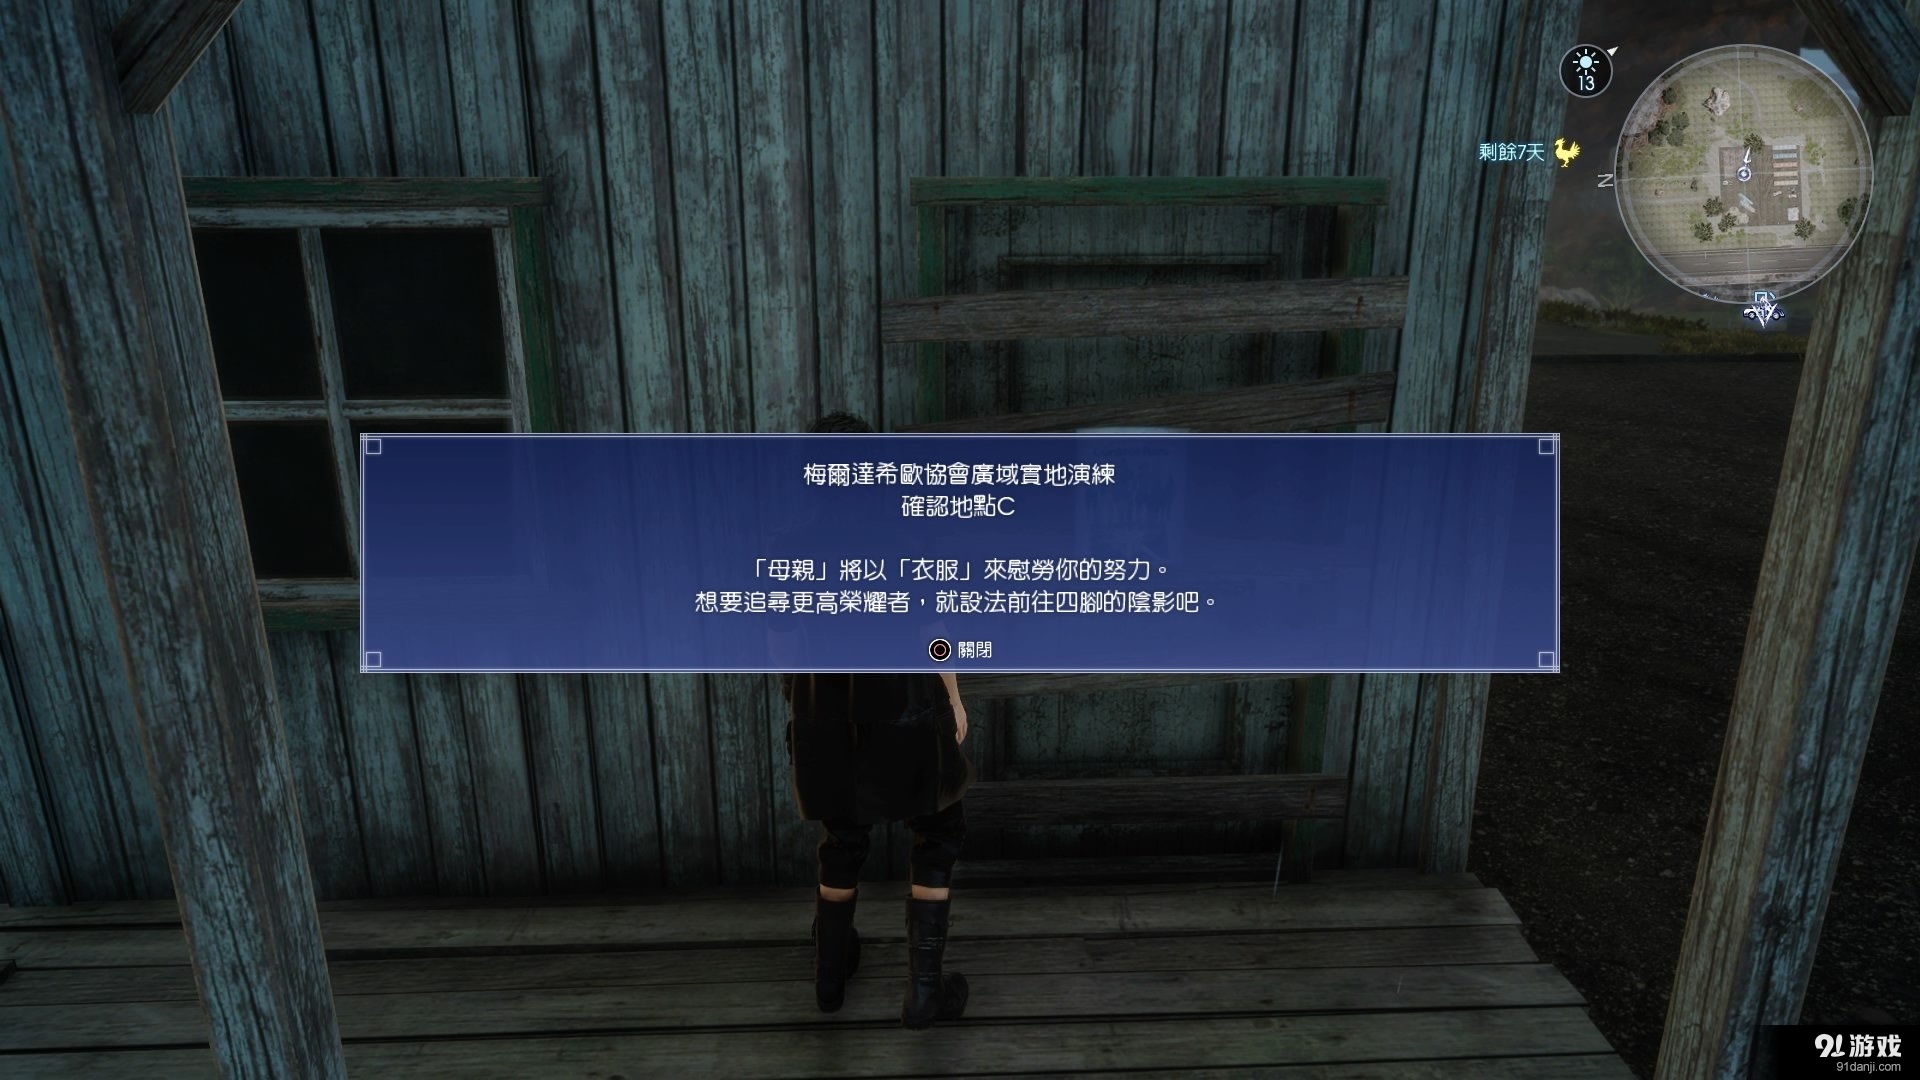 13
剩餘7天
Z
梅爾達希歐協會廣域實地演練
確認地點C
「母親」將以「衣服」來慰勞你的努力。
想要追尋更高榮耀者,就設法前往四腳的陰影吧。
關閉
91游戏
91danji.com